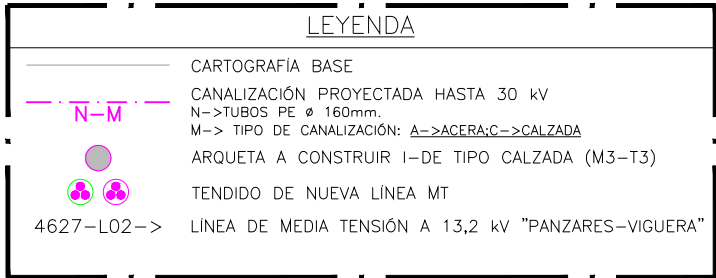 LEYENDA
CARTOGRAFÍA BASE
CANALIZACIÓN PROYECTADA HASTA 30 kV
N-M
N->TUBOS PE ø 160mm.
M-> TIPO DE CANALIZACIÓN: A->ACERA;C->CALZADA
ARQUETA A CONSTRUIR I-DE TIPO CALZADA (M3-T3)
TENDIDO DE NUEVA LÍNEA MT
4627-L02-> LÍNEA DE MEDIA TENSIÓN A 13,2 kV "PANZARES-VIGUERA"